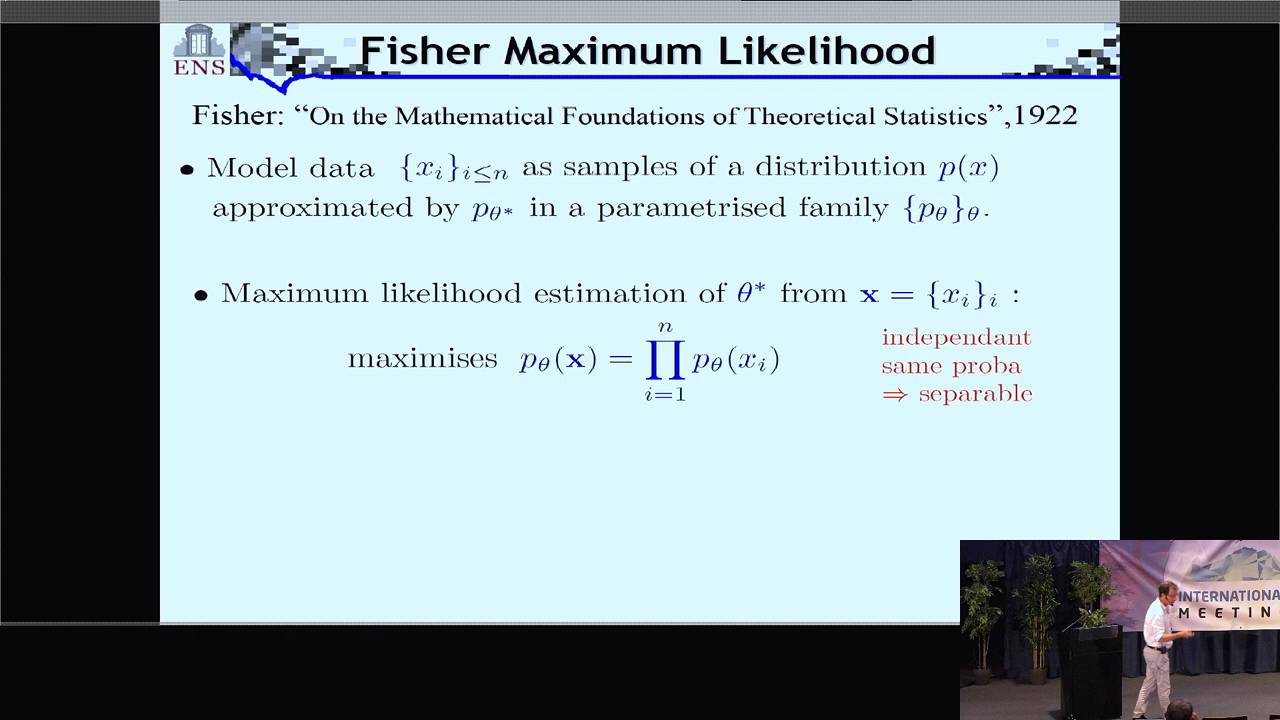 ENS
Fisher Maximum Likelihood
Fisher: “On the Mathematical Foundations of Theoretical Statistics”,1922
• Model data {x_i}_{i≤n} as samples of a distribution p(x)
approximated by p_{θ*} in a parametrised family {p_θ}_θ.
• Maximum likelihood estimation of θ* from x = {x_i}_i :
maximises p_θ(x) = ∏_{i=1}^{n} p_θ(x_i)
independant
same proba
⇒ separable
INTERNATIONA
MEETIN